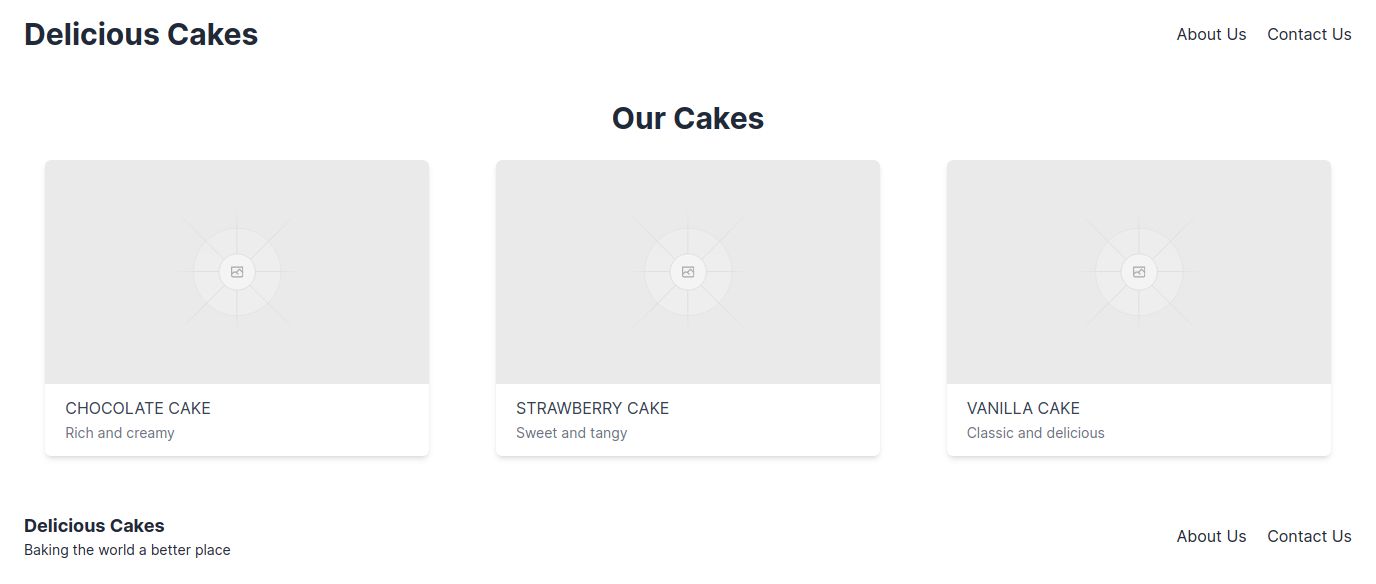 Delicious Cakes
About Us Contact Us
Our Cakes
CHOCOLATE CAKE
Rich and creamy
STRAWBERRY CAKE
Sweet and tangy
VANILLA CAKE
Classic and delicious
Delicious Cakes
Baking the world a better place
About Us Contact Us